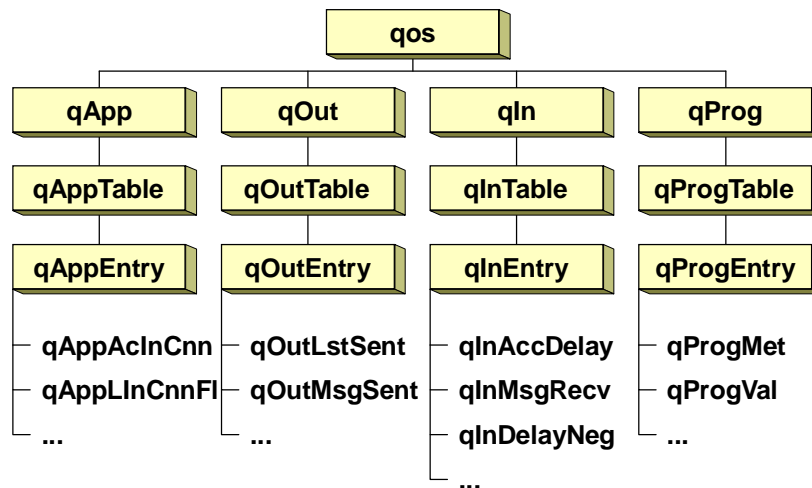 qos
qApp qOut qIn qProg
qAppTable qOutTable qInTable qProgTable
qAppEntry qOutEntry qInEntry qProgEntry
qAppAcInCnn qOutLstSent qInAccDelay qProgMet
qAppLInCnnFl qOutMsgSent qInMsgRecv qProgVal
... ... qInDelayNeg ...
...